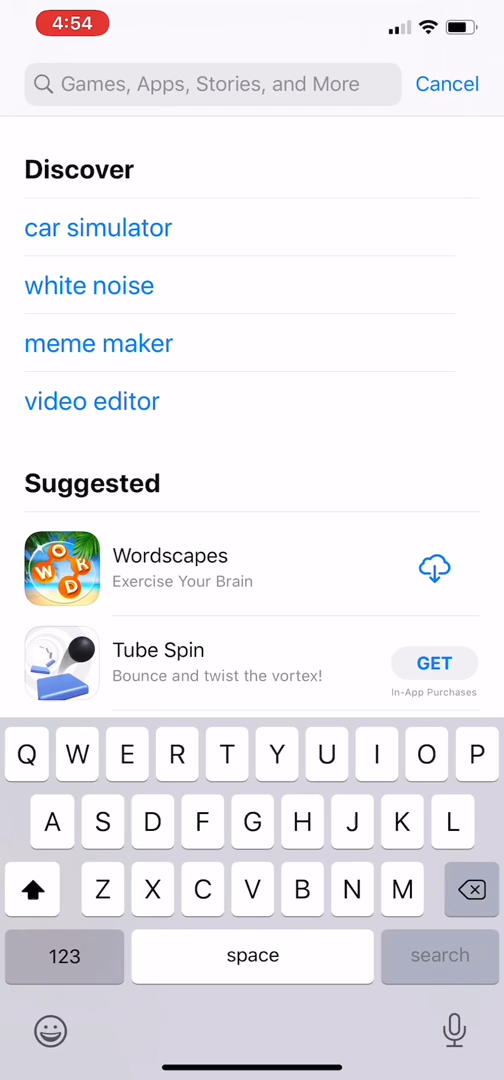 4:54
Games, Apps, Stories, and More Cancel
Discover
car simulator
white noise
meme maker
video editor
Suggested
W O R D
Wordscapes
Exercise Your Brain
Tube Spin
Bounce and twist the vortex!
GET
In-App Purchases
Q W E R T Y U I O P
A S D F G H J K L
Z X C V B N M
123 space search